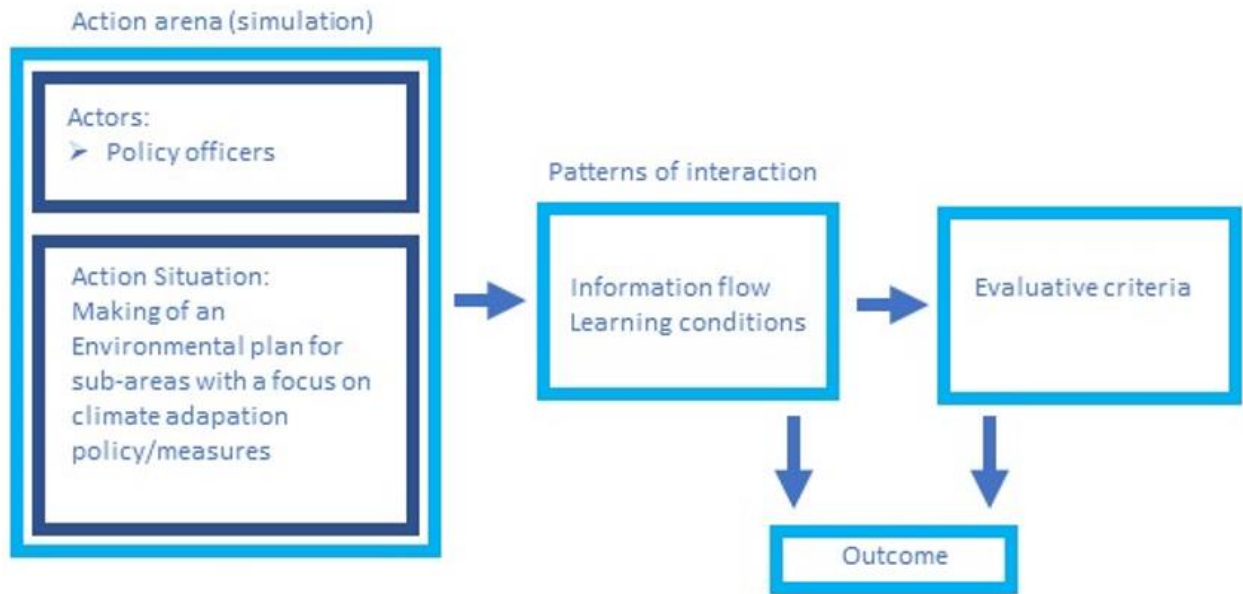 Action arena (simulation)
Actors:
➢ Policy officers
Action Situation:
Making of an
Environmental plan for
sub-areas with a focus on
climate adapation
policy/measures
Patterns of interaction
Information flow
Learning conditions
Evaluative criteria
Outcome